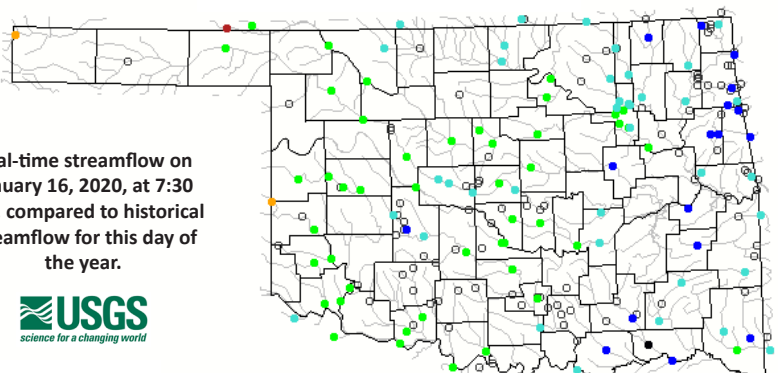 al-time streamflow on
nuary 16, 2020, at 7:30
compared to historical
eamflow for this day of
the year.
USGS
science for a changing world